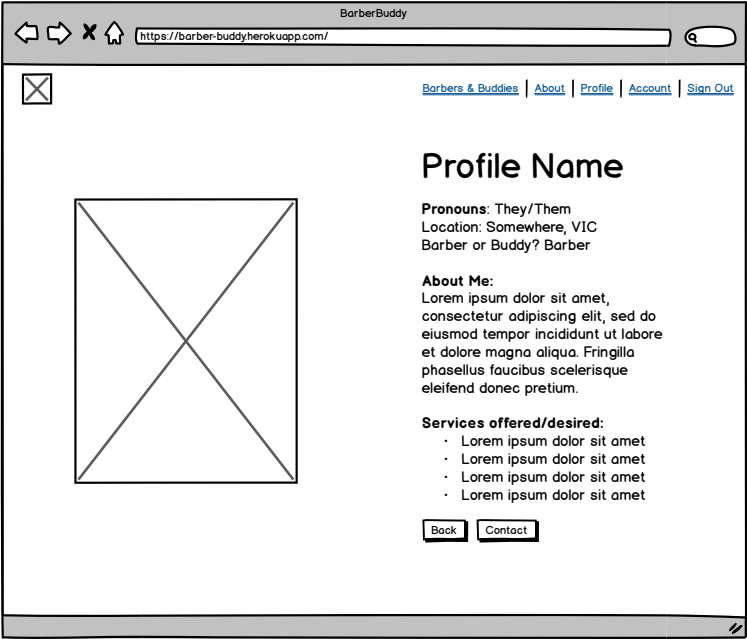 BarberBuddy
https://barber-buddy.herokuapp.com/
Barbers & Buddies | About | Profile | Account | Sign Out
Profile Name
Pronouns: They/Them
Location: Somewhere, VIC
Barber or Buddy? Barber
About Me:
Lorem ipsum dolor sit amet,
consectetur adipiscing elit, sed do
eiusmod tempor incididunt ut labore
et dolore magna aliqua. Fringilla
phasellus faucibus scelerisque
eleifend donec pretium.
Services offered/desired:
· Lorem ipsum dolor sit amet
· Lorem ipsum dolor sit amet
· Lorem ipsum dolor sit amet
· Lorem ipsum dolor sit amet
Back Contact